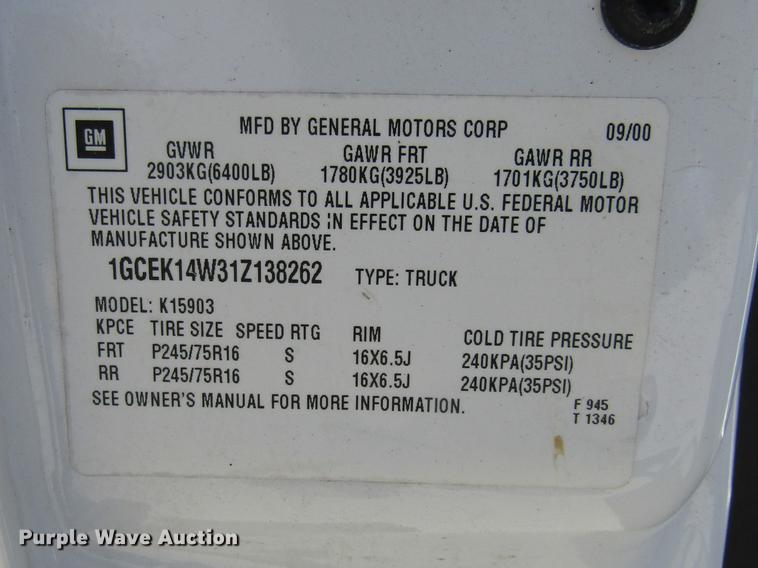 GM
MFD BY GENERAL MOTORS CORP 09/00
GVWR GAWR FRT GAWR RR
2903KG(6400LB) 1780KG(3925LB) 1701KG(3750LB)
THIS VEHICLE CONFORMS TO ALL APPLICABLE U.S. FEDERAL MOTOR
VEHICLE SAFETY STANDARDS IN EFFECT ON THE DATE OF
MANUFACTURE SHOWN ABOVE.
1GCEK14W31Z138262 TYPE: TRUCK
MODEL: K15903
KPCE TIRE SIZE SPEED RTG RIM COLD TIRE PRESSURE
FRT P245/75R16 S 16X6.5J 240KPA(35PSI)
RR P245/75R16 S 16X6.5J 240KPA(35PSI)
SEE OWNER'S MANUAL FOR MORE INFORMATION.
F 945
T 1346
Purple Wave Auction